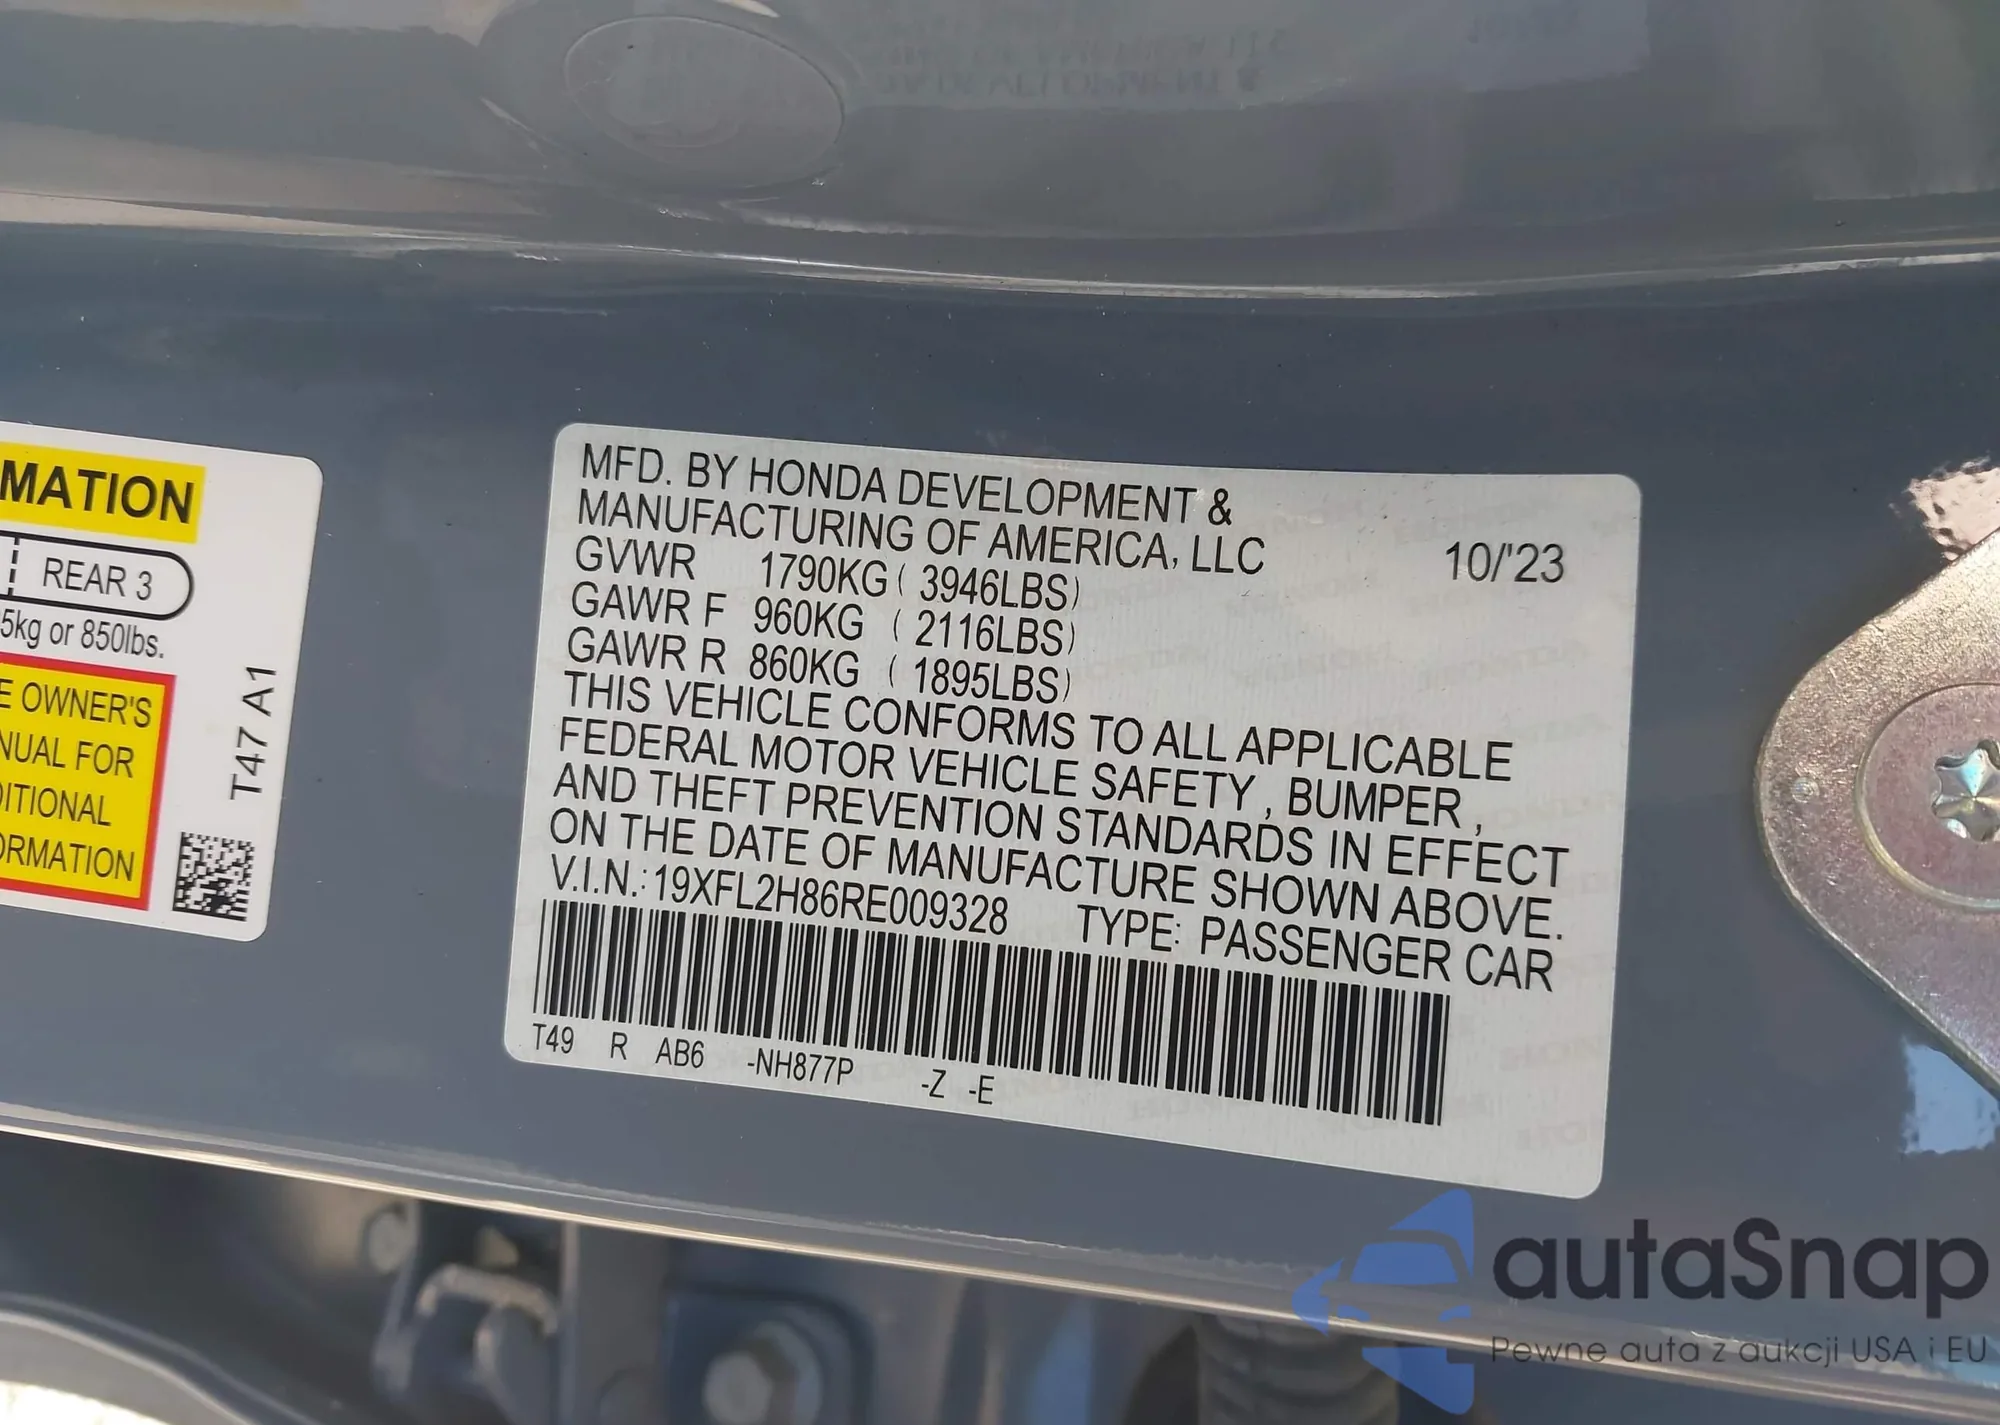 MATION
REAR 3
5kg or 850lbs.
E OWNER'S
NUAL FOR
DITIONAL
ORMATION
T47 A1
MFD. BY HONDA DEVELOPMENT &
MANUFACTURING OF AMERICA, LLC
10/'23
GVWR 1790KG ( 3946LBS)
GAWR F 960KG ( 2116LBS)
GAWR R 860KG ( 1895LBS)
THIS VEHICLE CONFORMS TO ALL APPLICABLE
FEDERAL MOTOR VEHICLE SAFETY , BUMPER ,
AND THEFT PREVENTION STANDARDS IN EFFECT
ON THE DATE OF MANUFACTURE SHOWN ABOVE.
V.I.N.: 19XFL2H86RE009328 TYPE: PASSENGER CAR
T49 R AB6 -NH877P -Z -E
autaSnap
Pewne auta z aukcji USA i EU